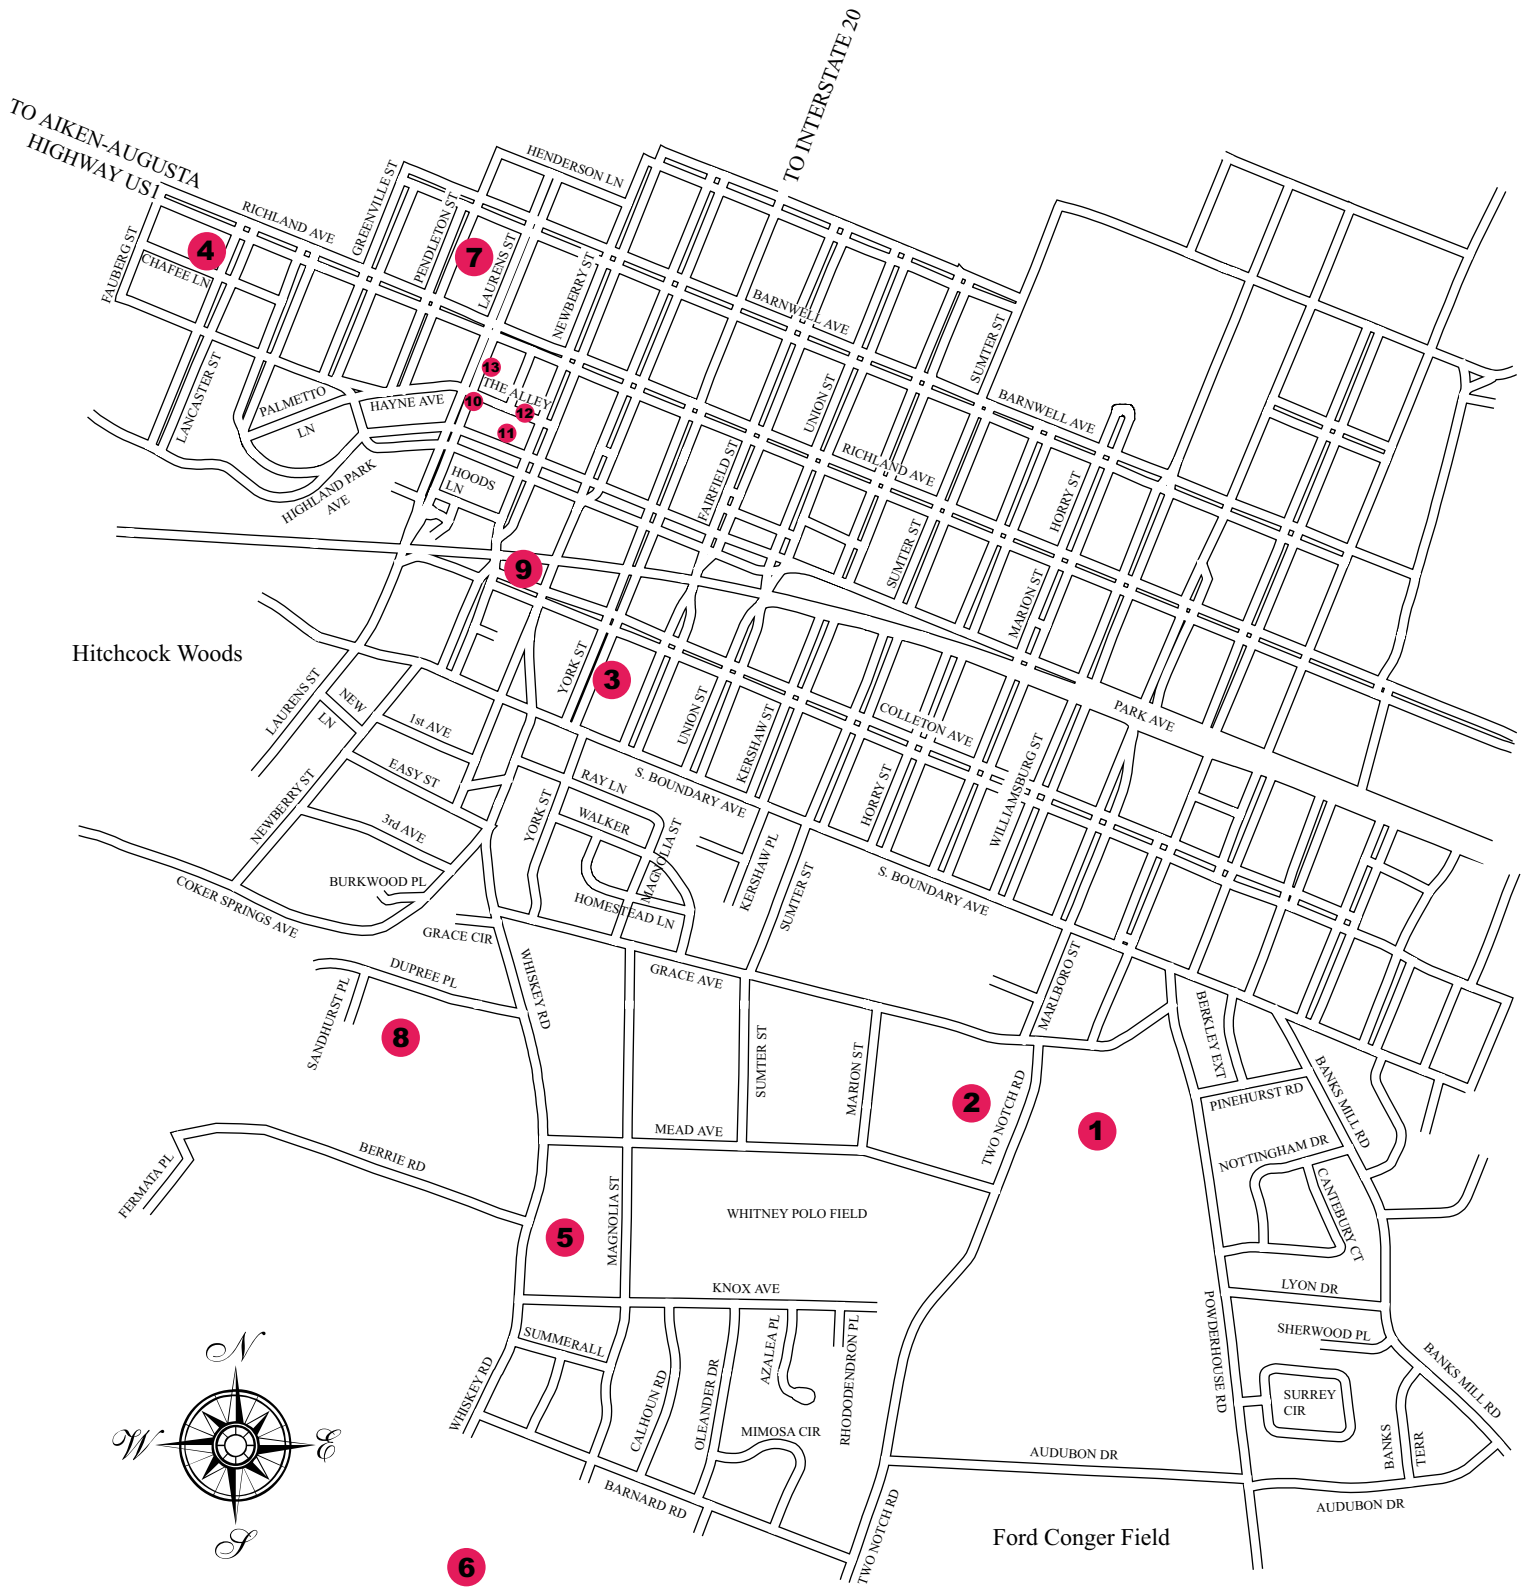 TO INTERSTATE 20
TO AIKEN-AUGUSTA
HIGHWAY US1
HENDERSON LN
RICHLAND AVE
GREENVILLE ST
PENDLETON ST
LAURENS ST
NEWBERRY ST
FAUBERG ST
4
CHAFEE LN
7
BARNWELL AVE
SUMTER ST
LANCASTER ST
13
THE ALLEY
10
12
11
PALMETTO
LN
HAYNE AVE
UNION ST
BARNWELL AVE
HIGHLAND PARK
AVE
HOODS
LN
FAIRFIELD ST
RICHLAND AVE
HORRY ST
SUMTER ST
9
MARION ST
Hitchcock Woods
YORK ST
3
LAURENS ST
NEW
LN
1st AVE
UNION ST
KERSHAW ST
COLLETON AVE
PARK AVE
WILLIAMSBURG ST
EASY ST
RAY LN
S. BOUNDARY AVE
HORRY ST
NEWBERRY ST
3rd AVE
YORK ST
WALKER
MAGNOLIA ST
KERSHAW PL
SUMTER ST
S. BOUNDARY AVE
BURKWOOD PL
COKER SPRINGS AVE
HOMESTEAD LN
GRACE CIR
WHISKEY RD
GRACE AVE
MARLBORO ST
DUPREE PL
SANDHURST PL
8
SUMTER ST
MARION ST
BERKLEY EXT
BANKS MILL RD
PINEHURST RD
2
TWO NOTCH RD
1
MEAD AVE
NOTTINGHAM DR
CANTEBURY CT
BERRIE RD
FERMATA PL
MAGNOLIA ST
5
WHITNEY POLO FIELD
KNOX AVE
LYON DR
POWDERHOUSE RD
SHERWOOD PL
BANKS MILL RD
SUMMERALL
WHISKEY RD
AZALEA PL
RHODODENDRON PL
CALHOUN RD
OLEANDER DR
MIMOSA CIR
SURREY
CIR
BANKS
TERR
AUDUBON DR
AUDUBON DR
BARNARD RD
TWO NOTCH RD
Ford Conger Field
N
W
E
S
6